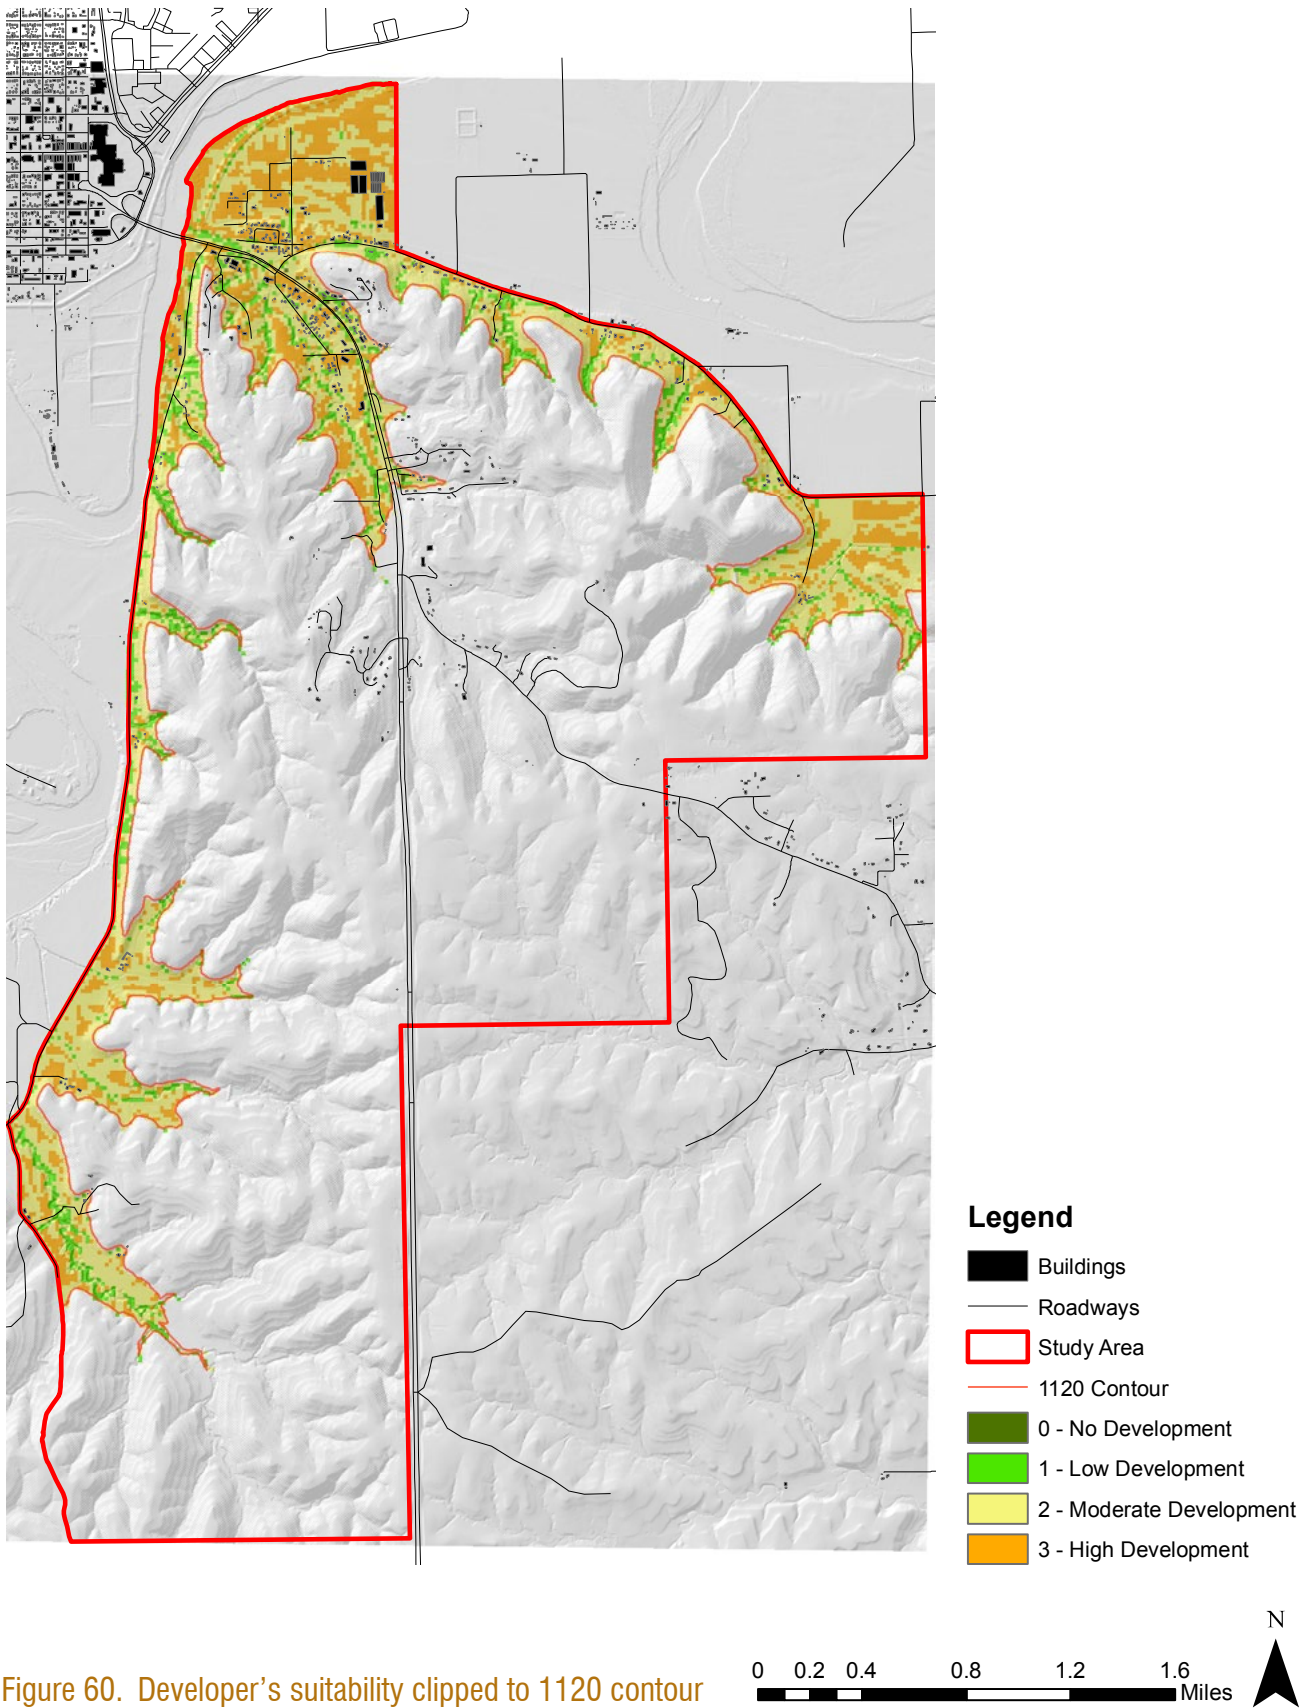 Legend
Buildings
Roadways
Study Area
1120 Contour
0 - No Development
1 - Low Development
2 - Moderate Development
3 - High Development
N
0 0.2 0.4 0.8 1.2 1.6
Miles
Figure 60. Developer's suitability clipped to 1120 contour